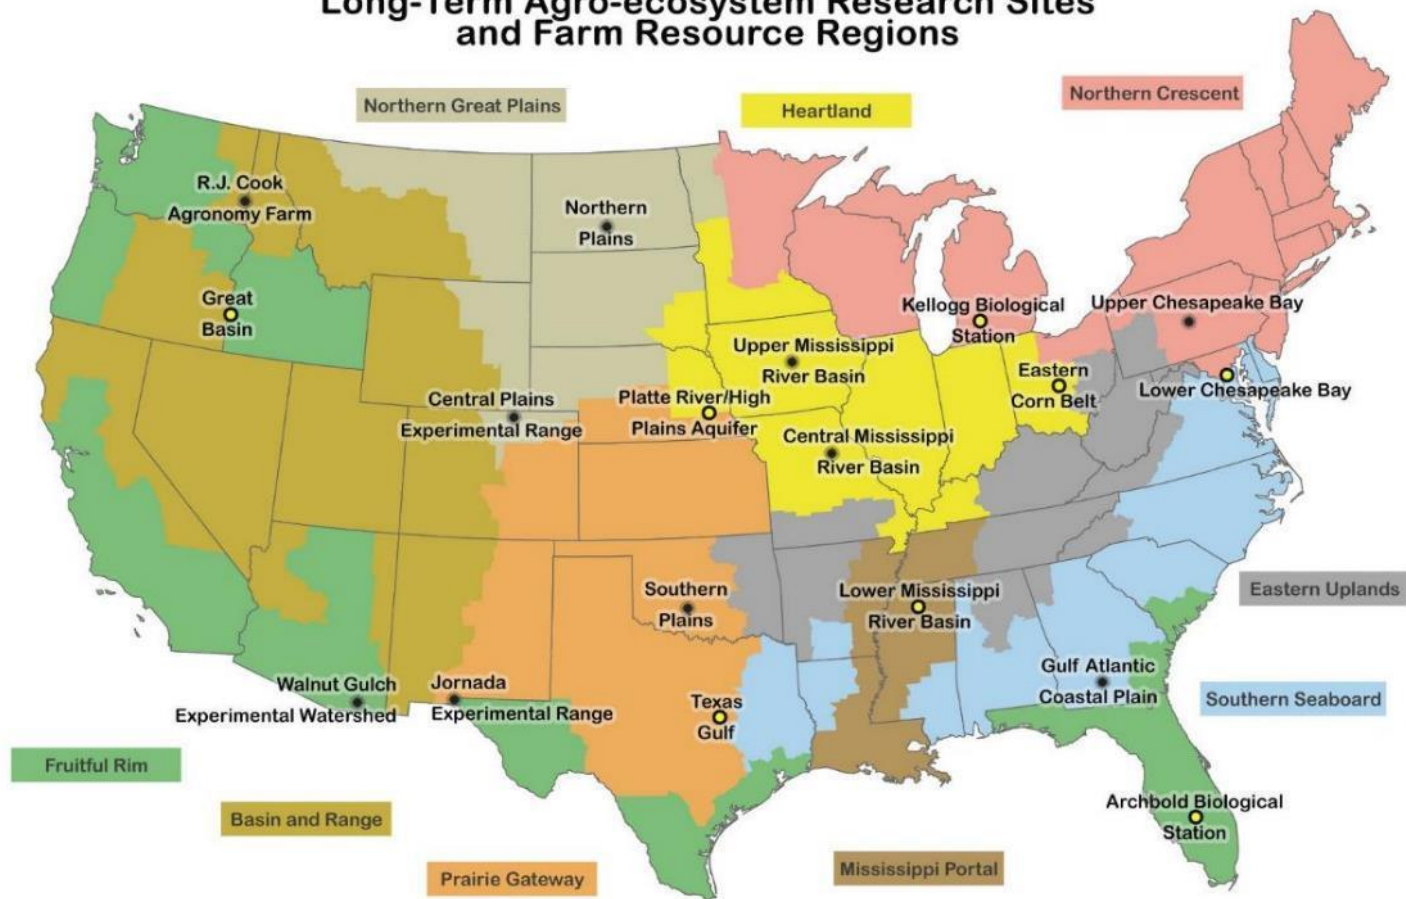 Long-Term Agro-ecosystem Research Sites
and Farm Resource Regions
Northern Great Plains
Heartland
Northern Crescent
R.J. Cook
Agronomy Farm
Northern
Plains
Great
Basin
Kellogg Biological
Station
Upper Chesapeake Bay
Upper Mississippi
River Basin
Eastern
Corn Belt
Lower Chesapeake Bay
Central Plains
Experimental Range
Platte River/High
Plains Aquifer
Central Mississippi
River Basin
Southern
Plains
Lower Mississippi
River Basin
Eastern Uplands
Walnut Gulch
Experimental Watershed
Jornada
Experimental Range
Texas
Gulf
Gulf Atlantic
Coastal Plain
Southern Seaboard
Fruitful Rim
Basin and Range
Archbold Biological
Station
Prairie Gateway
Mississippi Portal